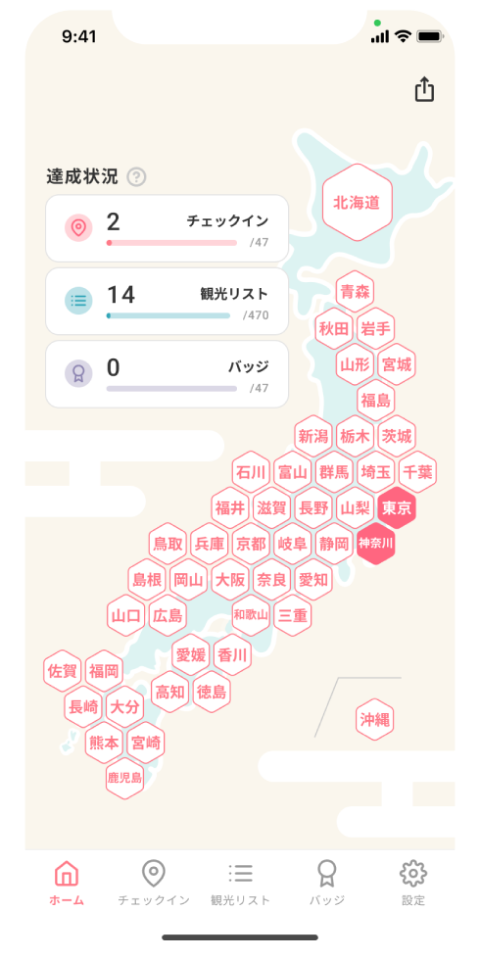 9:41
達成状況 ?
2 チェックイン
/47
14 観光リスト
/470
0 バッジ
/47
北海道
青森
秋田 岩手
山形 宮城
福島
新潟 栃木 茨城
石川 富山 群馬 埼玉 千葉
福井 滋賀 長野 山梨 東京
鳥取 兵庫 京都 岐阜 静岡 神奈川
島根 岡山 大阪 奈良 愛知
山口 広島 和歌山 三重
愛媛 香川
佐賀 福岡
高知 徳島
長崎 大分
沖縄
熊本 宮崎
鹿児島
ホーム チェックイン 観光リスト バッジ 設定